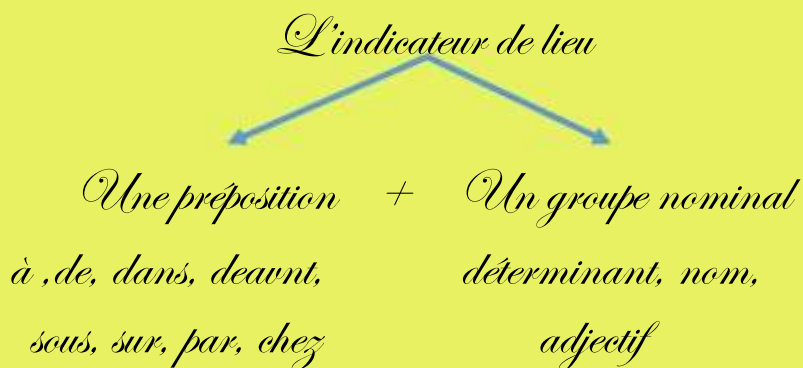 L'indicateur de lieu
Une préposition + Un groupe nominal
à ,de, dans, deavnt, déterminant, nom,
sous, sur, par, chez adjectif